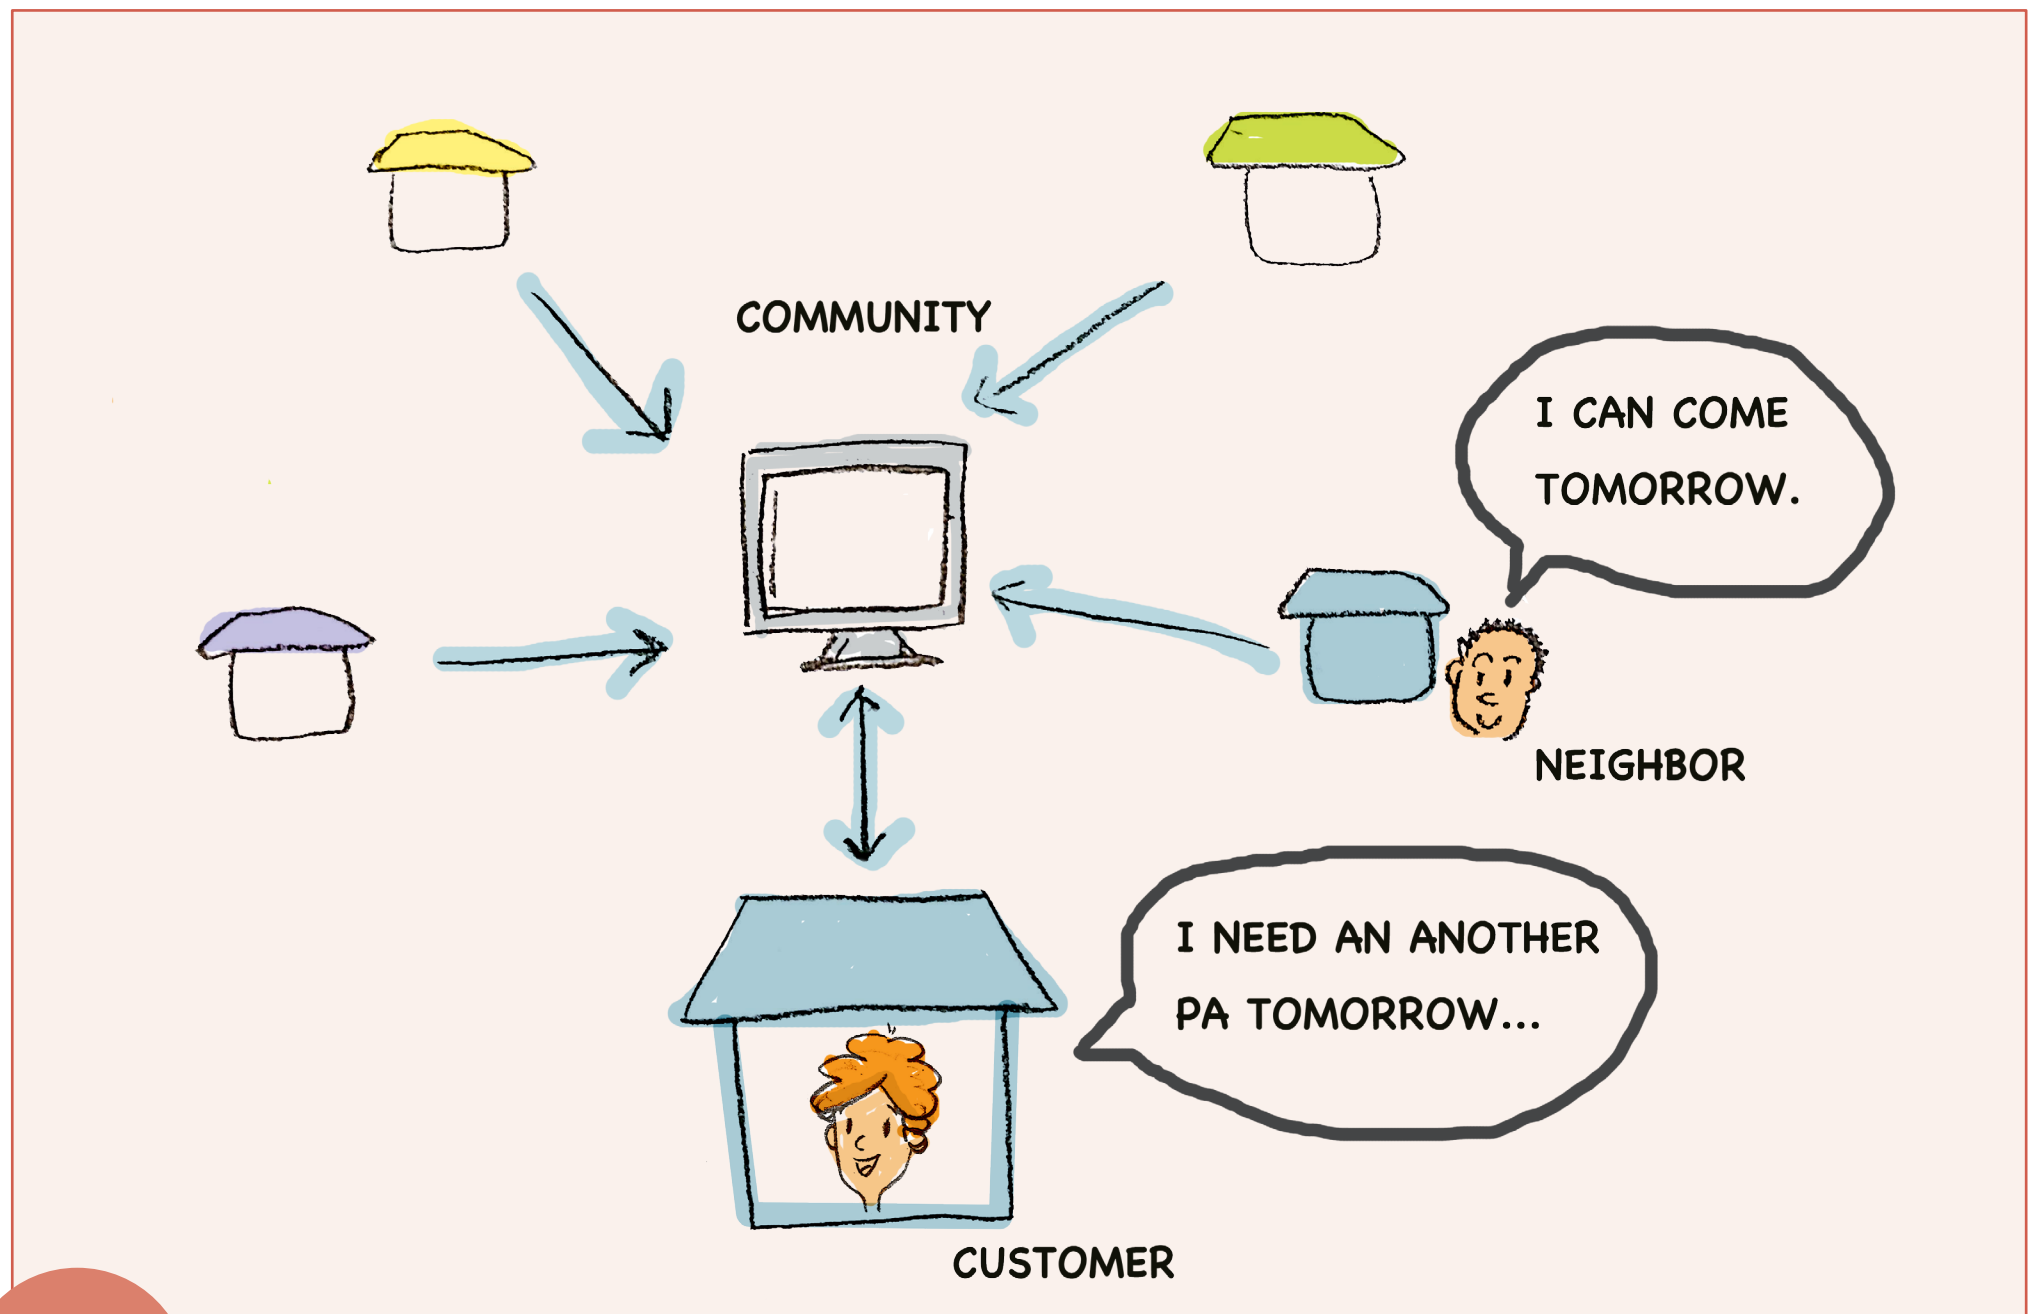 COMMUNITY
I CAN COME
TOMORROW.
NEIGHBOR
I NEED AN ANOTHER
PA TOMORROW...
CUSTOMER